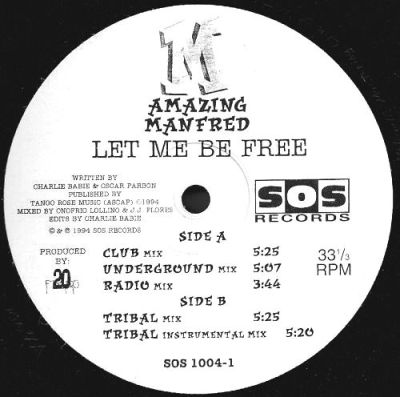 M
AMAZING
MANFRED
LET ME BE FREE
WRITTEN BY
CHARLIE BABIE & OSCAR PABBON
PUBLISHED BY
TANGO ROSE MUSIC (ASCAP) ©1994
MIXED BY ONOFRIO LOLLINO & J.J. FLORES
EDITS BY CHARLIE BABIE
© & ℗ 1994 SOS RECORDS
SOS
RECORDS
SIDE A
PRODUCED
BY:
20
CLUB MIX 5:25
UNDERGROUND MIX 5:07
RADIO MIX 3:44
33 1/3
RPM
SIDE B
TRIBAL MIX 5:25
TRIBAL INSTRUMENTAL MIX 5:20
SOS 1004-1